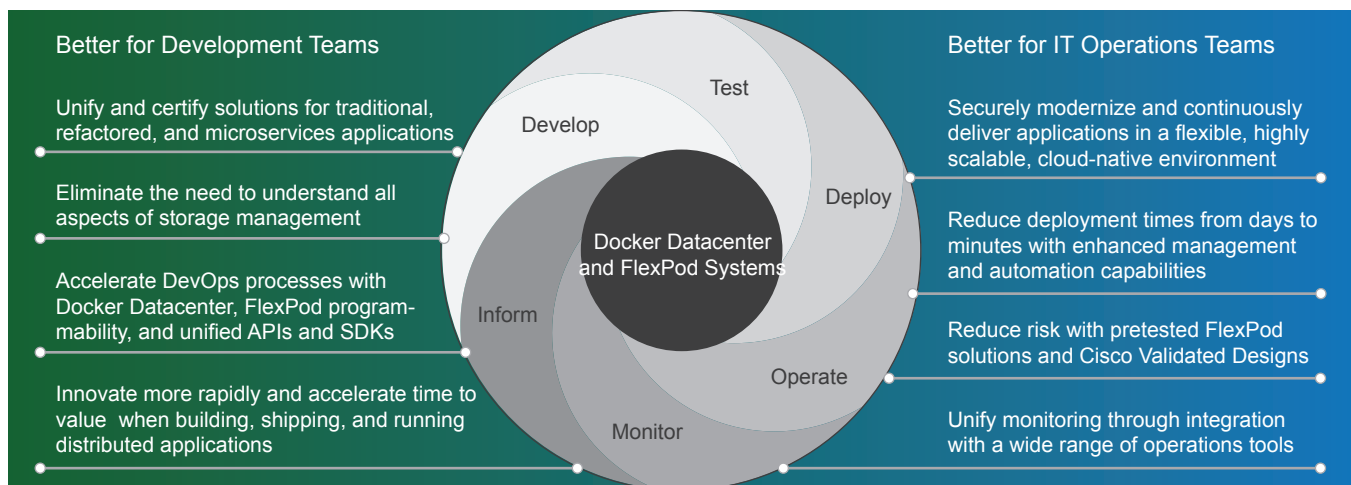 Better for Development Teams
Unify and certify solutions for traditional,
refactored, and microservices applications
Eliminate the need to understand all
aspects of storage management
Accelerate DevOps processes with
Docker Datacenter, FlexPod program-
mability, and unified APIs and SDKs
Innovate more rapidly and accelerate time to
value when building, shipping, and running
distributed applications
Test
Develop
Deploy
Docker Datacenter
and FlexPod Systems
Inform
Operate
Monitor
Better for IT Operations Teams
Securely modernize and continuously
deliver applications in a flexible, highly
scalable, cloud-native environment
Reduce deployment times from days to
minutes with enhanced management
and automation capabilities
Reduce risk with pretested FlexPod
solutions and Cisco Validated Designs
Unify monitoring through integration
with a wide range of operations tools